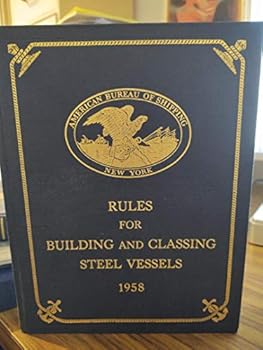 AMERICAN BUREAU OF SHIPPING
NEW YORK
RULES
FOR
BUILDING AND CLASSING
STEEL VESSELS
1958